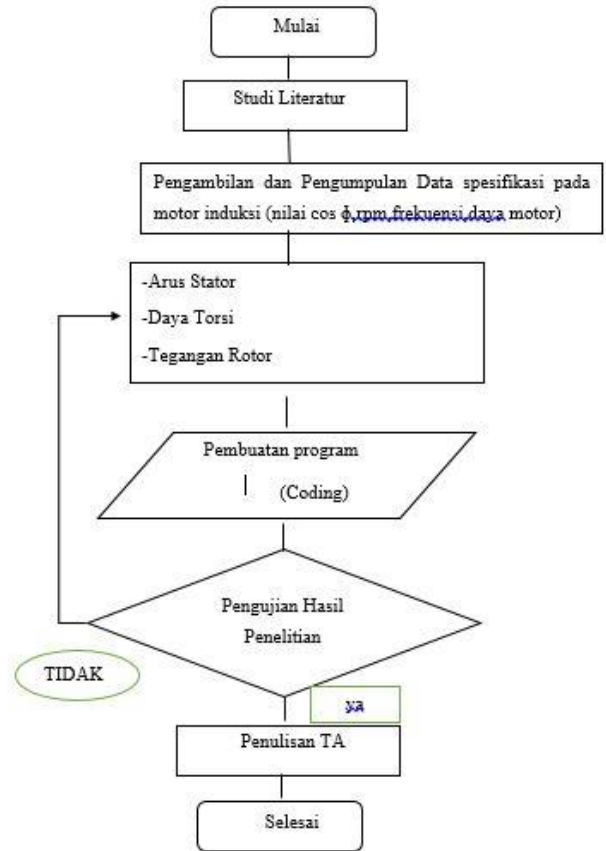 Mulai
Studi Literatur
Pengambilan dan Pengumpulan Data spesifikasi pada
motor induksi (nilai cos ϕ,rpm,frekuensi,daya motor)
-Arus Stator
-Daya Torsi
-Tegangan Rotor
Pembuatan program
(Coding)
Pengujian Hasil
Penelitian
TIDAK
ya
Penulisan TA
Selesai